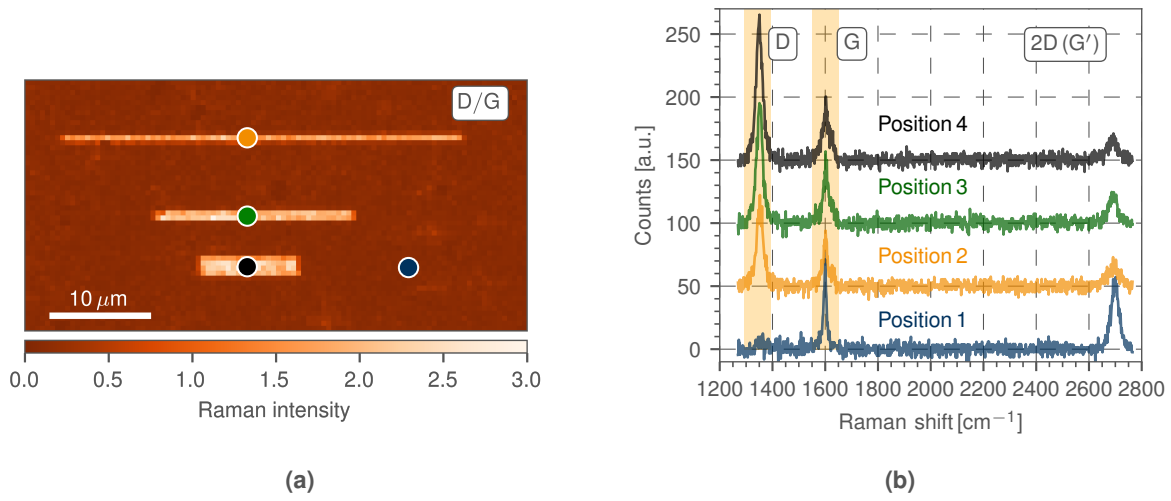 D/G
10 μm
0.0 0.5 1.0 1.5 2.0 2.5 3.0
Raman intensity
(a)
250
200
150
100
50
0
Counts [a.u.]
D
G
2D (G′)
Position 4
Position 3
Position 2
Position 1
1200 1400 1600 1800 2000 2200 2400 2600 2800
Raman shift [cm⁻¹]
(b)